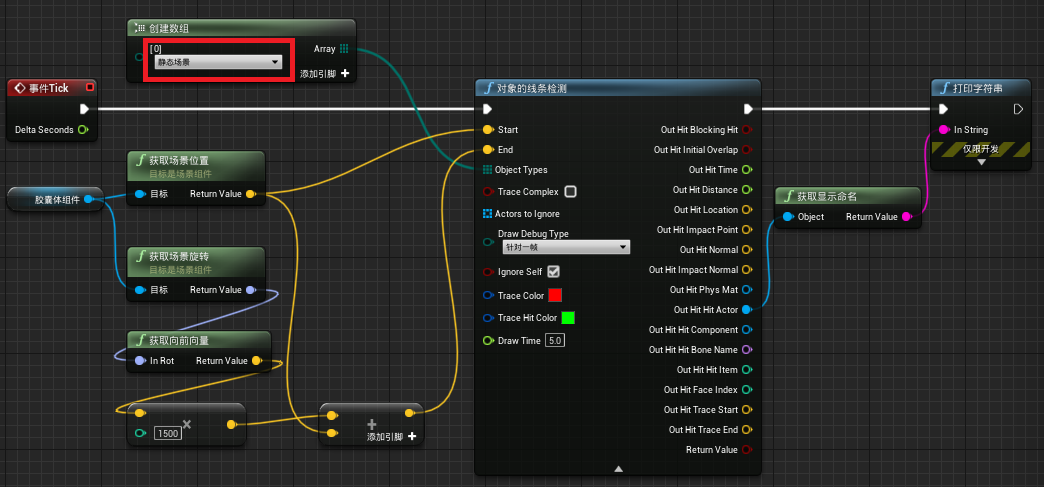 创建数组
[0]
静态场景
Array
添加引脚
事件Tick
Delta Seconds
获取场景位置
目标是场景组件
目标
Return Value
胶囊体组件
获取场景旋转
目标是场景组件
目标
Return Value
获取向前向量
In Rot
Return Value
1500
添加引脚
对象的线条检测
Start
End
Object Types
Trace Complex
Actors to Ignore
Draw Debug Type
针对一帧
Ignore Self
Trace Color
Trace Hit Color
Draw Time
5.0
Out Hit Blocking Hit
Out Hit Initial Overlap
Out Hit Time
Out Hit Distance
Out Hit Location
Out Hit Impact Point
Out Hit Normal
Out Hit Impact Normal
Out Hit Phys Mat
Out Hit Hit Actor
Out Hit Hit Component
Out Hit Hit Bone Name
Out Hit Hit Item
Out Hit Face Index
Out Hit Trace Start
Out Hit Trace End
Return Value
获取显示命名
Object
Return Value
打印字符串
In String
仅限开发